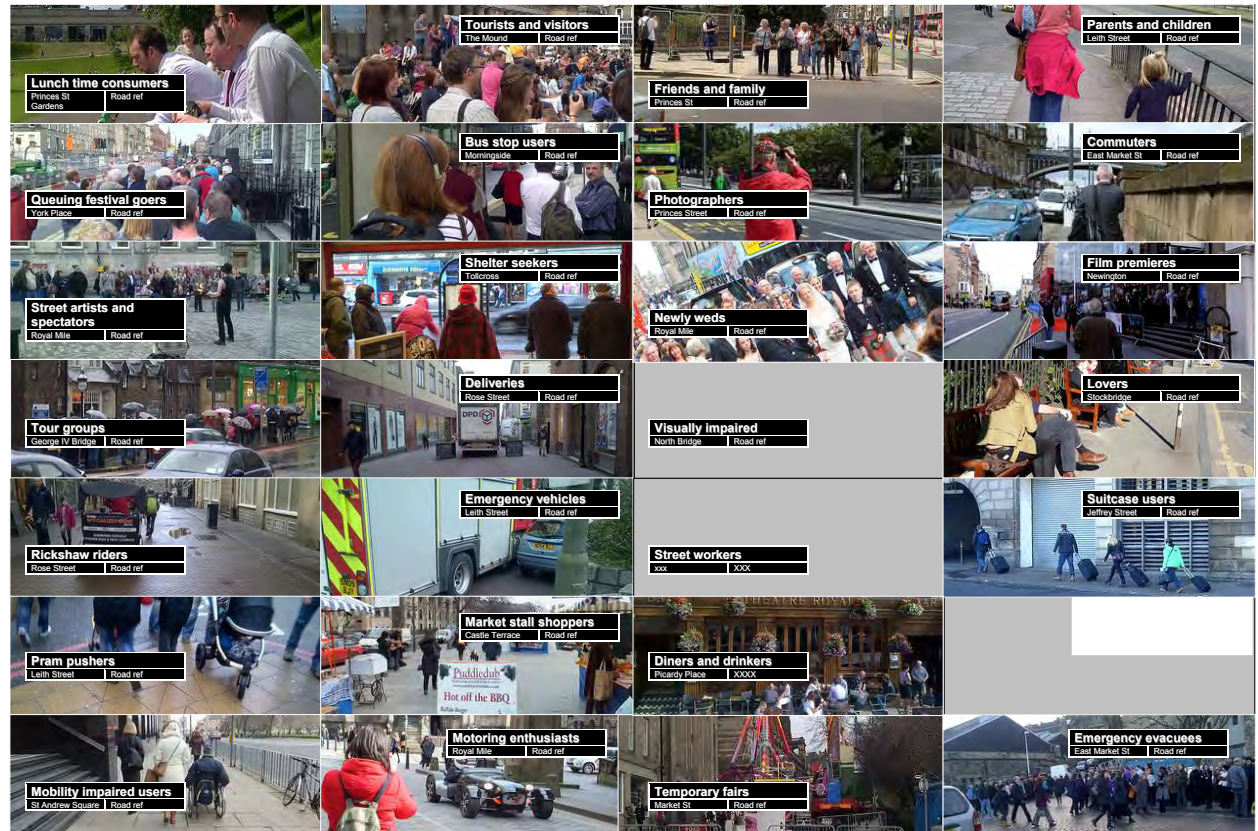 Lunch time consumers
Princes St Gardens
Road ref
Tourists and visitors
The Mound
Road ref
Friends and family
Princes St
Road ref
Parents and children
Leith Street
Road ref
Queuing festival goers
York Place
Road ref
Bus stop users
Morningside
Road ref
Photographers
Princes Street
Road ref
Commuters
East Market St
Road ref
Street artists and
spectators
Royal Mile
Road ref
Shelter seekers
Tollcross
Road ref
Newly weds
Royal Mile
Road ref
Film premieres
Newington
Road ref
Tour groups
George IV Bridge
Road ref
Deliveries
Rose Street
Road ref
DPD
Visually impaired
North Bridge
Road ref
Lovers
Stockbridge
Road ref
Rickshaw riders
Rose Street
Road ref
Emergency vehicles
Leith Street
Road ref
Street workers
xxx
XXX
Suitcase users
Jeffrey Street
Road ref
Pram pushers
Leith Street
Road ref
Market stall shoppers
Castle Terrace
Road ref
Puddledub
Hot off the BBQ
Buffalo Burger
THEATRE ROYAL
Diners and drinkers
Picardy Place
XXXX
Mobility impaired users
St Andrew Square
Road ref
Motoring enthusiasts
Royal Mile
Road ref
Temporary fairs
Market St
Road ref
Emergency evacuees
East Market St
Road ref